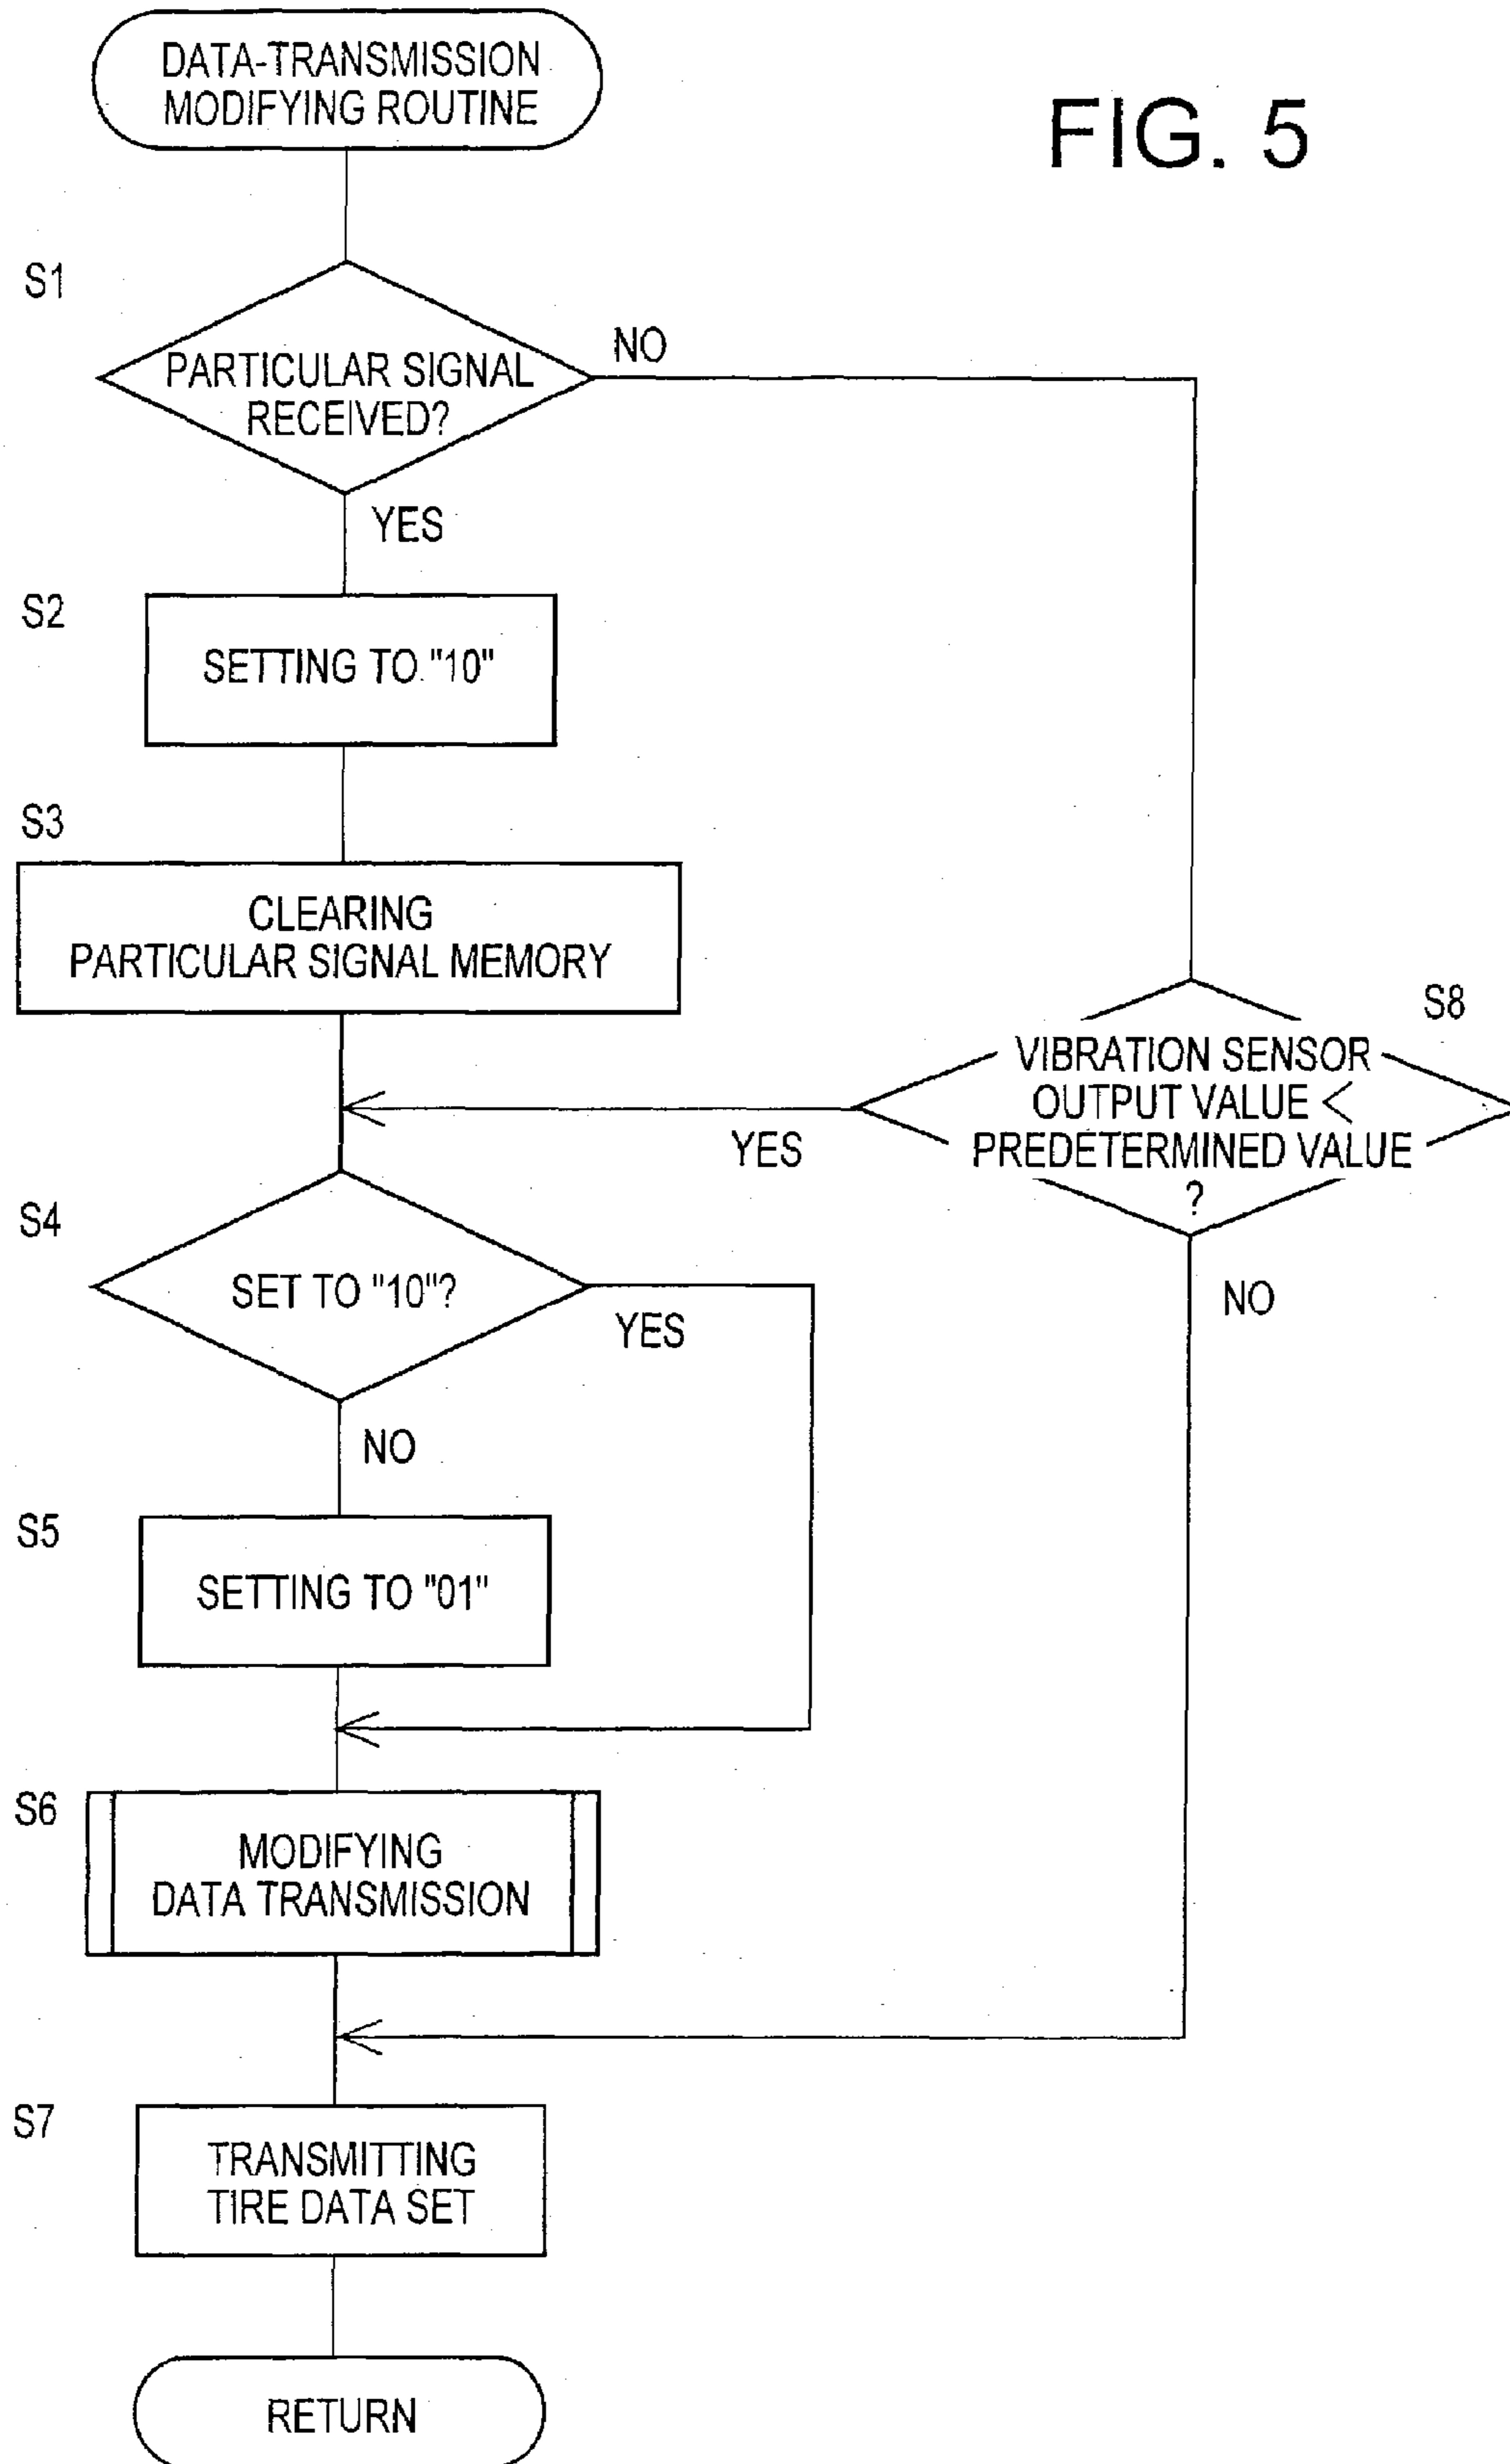 DATA-TRANSMISSION
MODIFYING ROUTINE
FIG. 5
S1
PARTICULAR SIGNAL
RECEIVED?
NO
YES
S2
SETTING TO "10"
S3
CLEARING
PARTICULAR SIGNAL MEMORY
S8
VIBRATION SENSOR
OUTPUT VALUE <
PREDETERMINED VALUE
?
YES
NO
S4
SET TO "10"?
YES
NO
S5
SETTING TO "01"
S6
MODIFYING
DATA TRANSMISSION
S7
TRANSMITTING
TIRE DATA SET
RETURN